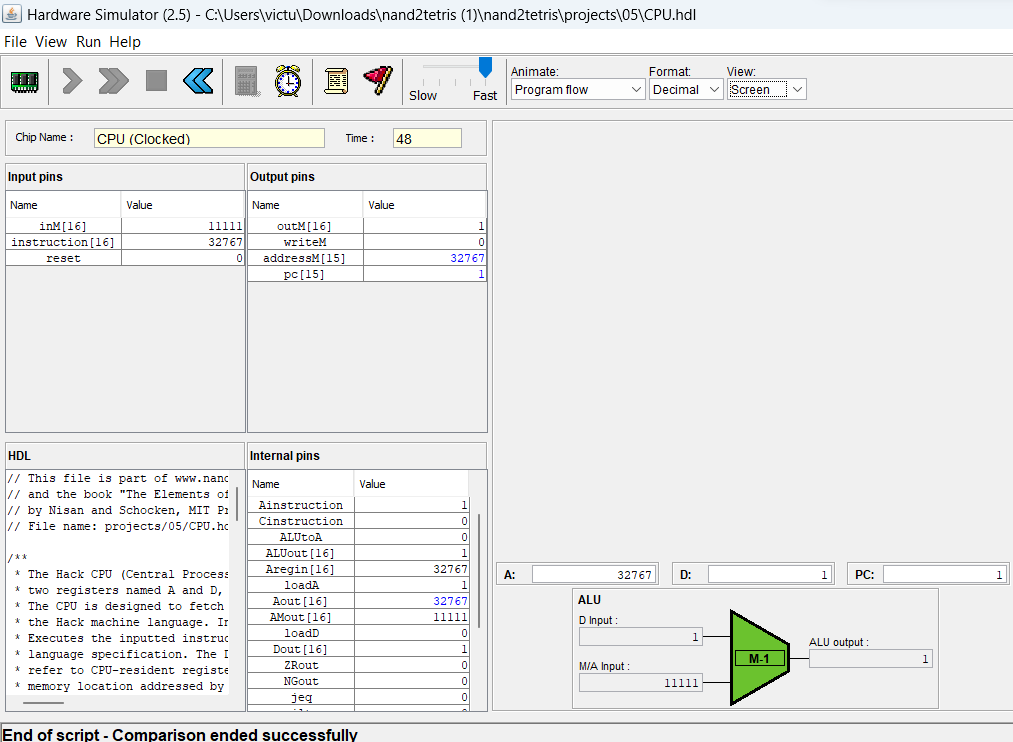 Hardware Simulator (2.5) - C:\Users\victu\Downloads\nand2tetris (1)\nand2tetris\projects\05\CPU.hdl
File View Run Help
Slow Fast
Animate: Format: View:
Program flow Decimal Screen
Chip Name : CPU (Clocked) Time : 48
Input pins
Name Value
inM[16] 11111
instruction[16] 32767
reset 0
Output pins
Name Value
outM[16] 1
writeM 0
addressM[15] 32767
pc[15] 1
HDL
// This file is part of www.nand
// and the book "The Elements of
// by Nisan and Schocken, MIT Pr
// File name: projects/05/CPU.hd
/**
* The Hack CPU (Central Process
* two registers named A and D,
* The CPU is designed to fetch
* the Hack machine language. In
* Executes the inputted instruc
* language specification. The D
* refer to CPU-resident registe
* memory location addressed by
Internal pins
Name Value
Ainstruction 1
Cinstruction 0
ALUtoA 0
ALUout[16] 1
Aregin[16] 32767
loadA 1
Aout[16] 32767
AMout[16] 11111
loadD 0
Dout[16] 1
ZRout 0
NGout 0
jeq 0
A: 32767 D: 1 PC: 1
ALU
D Input :
1
M/A Input :
11111
M-1
ALU output :
1
End of script - Comparison ended successfully